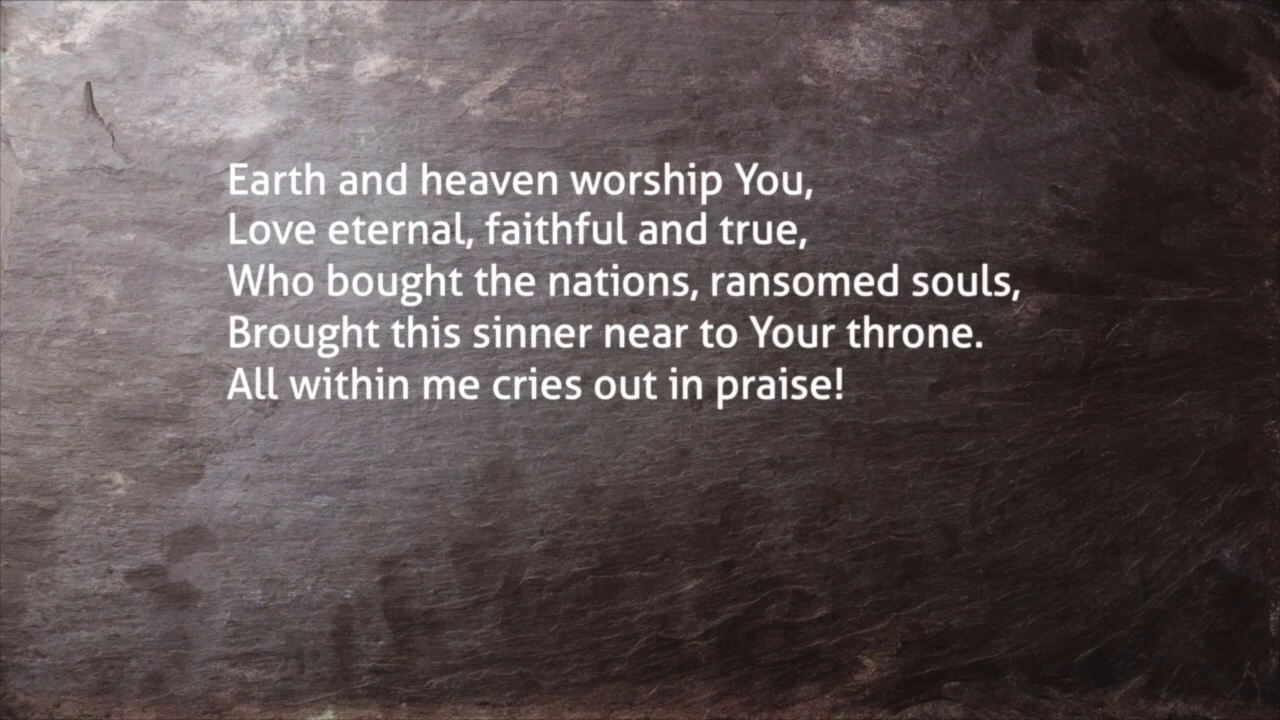 Earth and heaven worship You,
Love eternal, faithful and true,
Who bought the nations, ransomed souls,
Brought this sinner near to Your throne.
All within me cries out in praise!